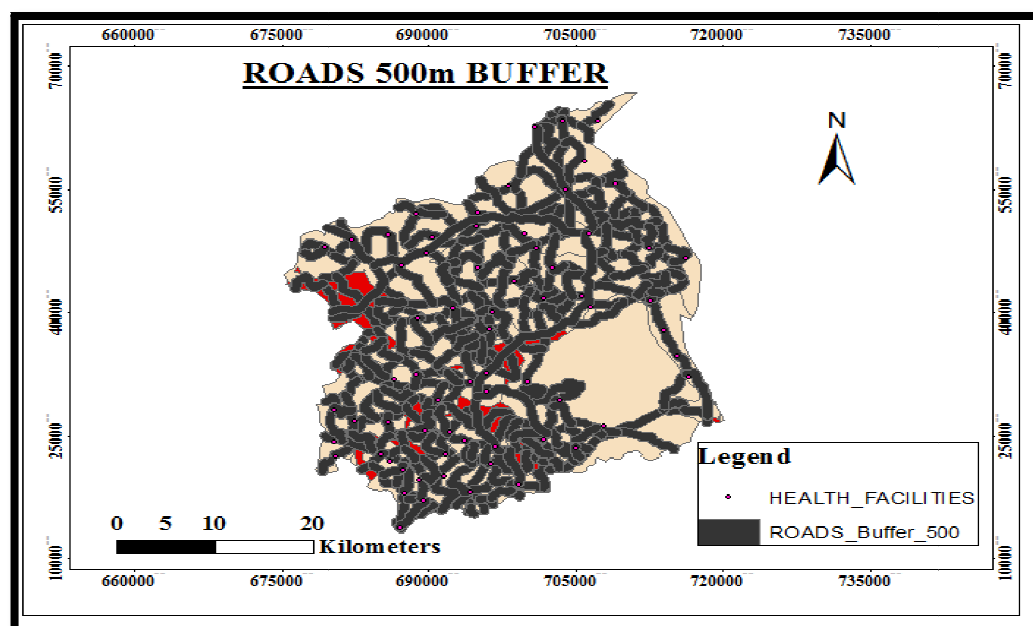 660000 675000 690000 705000 720000 735000
ROADS 500m BUFFER
N
70000 70000
55000 55000
40000 40000
25000 25000
10000 10000
Legend
HEALTH_FACILITIES
ROADS_Buffer_500
0 5 10 20
Kilometers
660000 675000 690000 705000 720000 735000